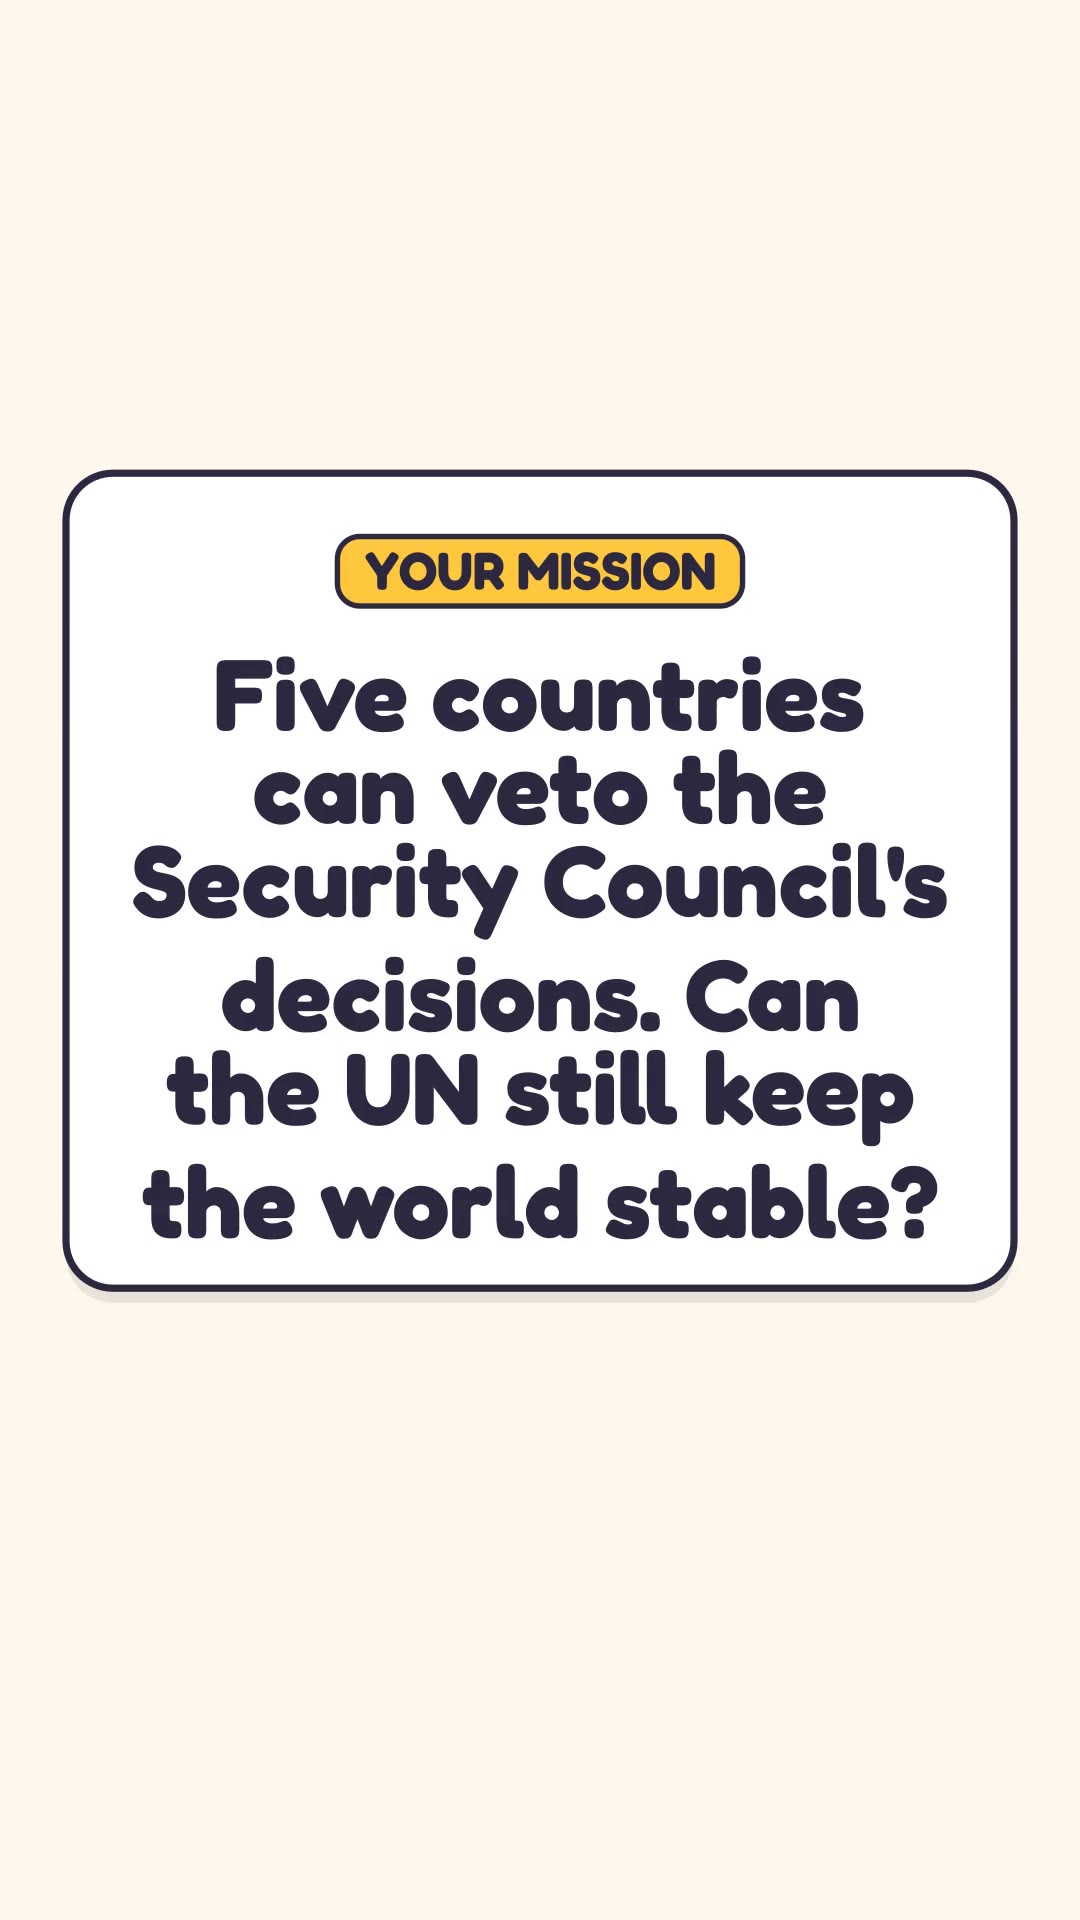 YOUR MISSION
Five countries
can veto the
Security Council's
decisions. Can
the UN still keep
the world stable?